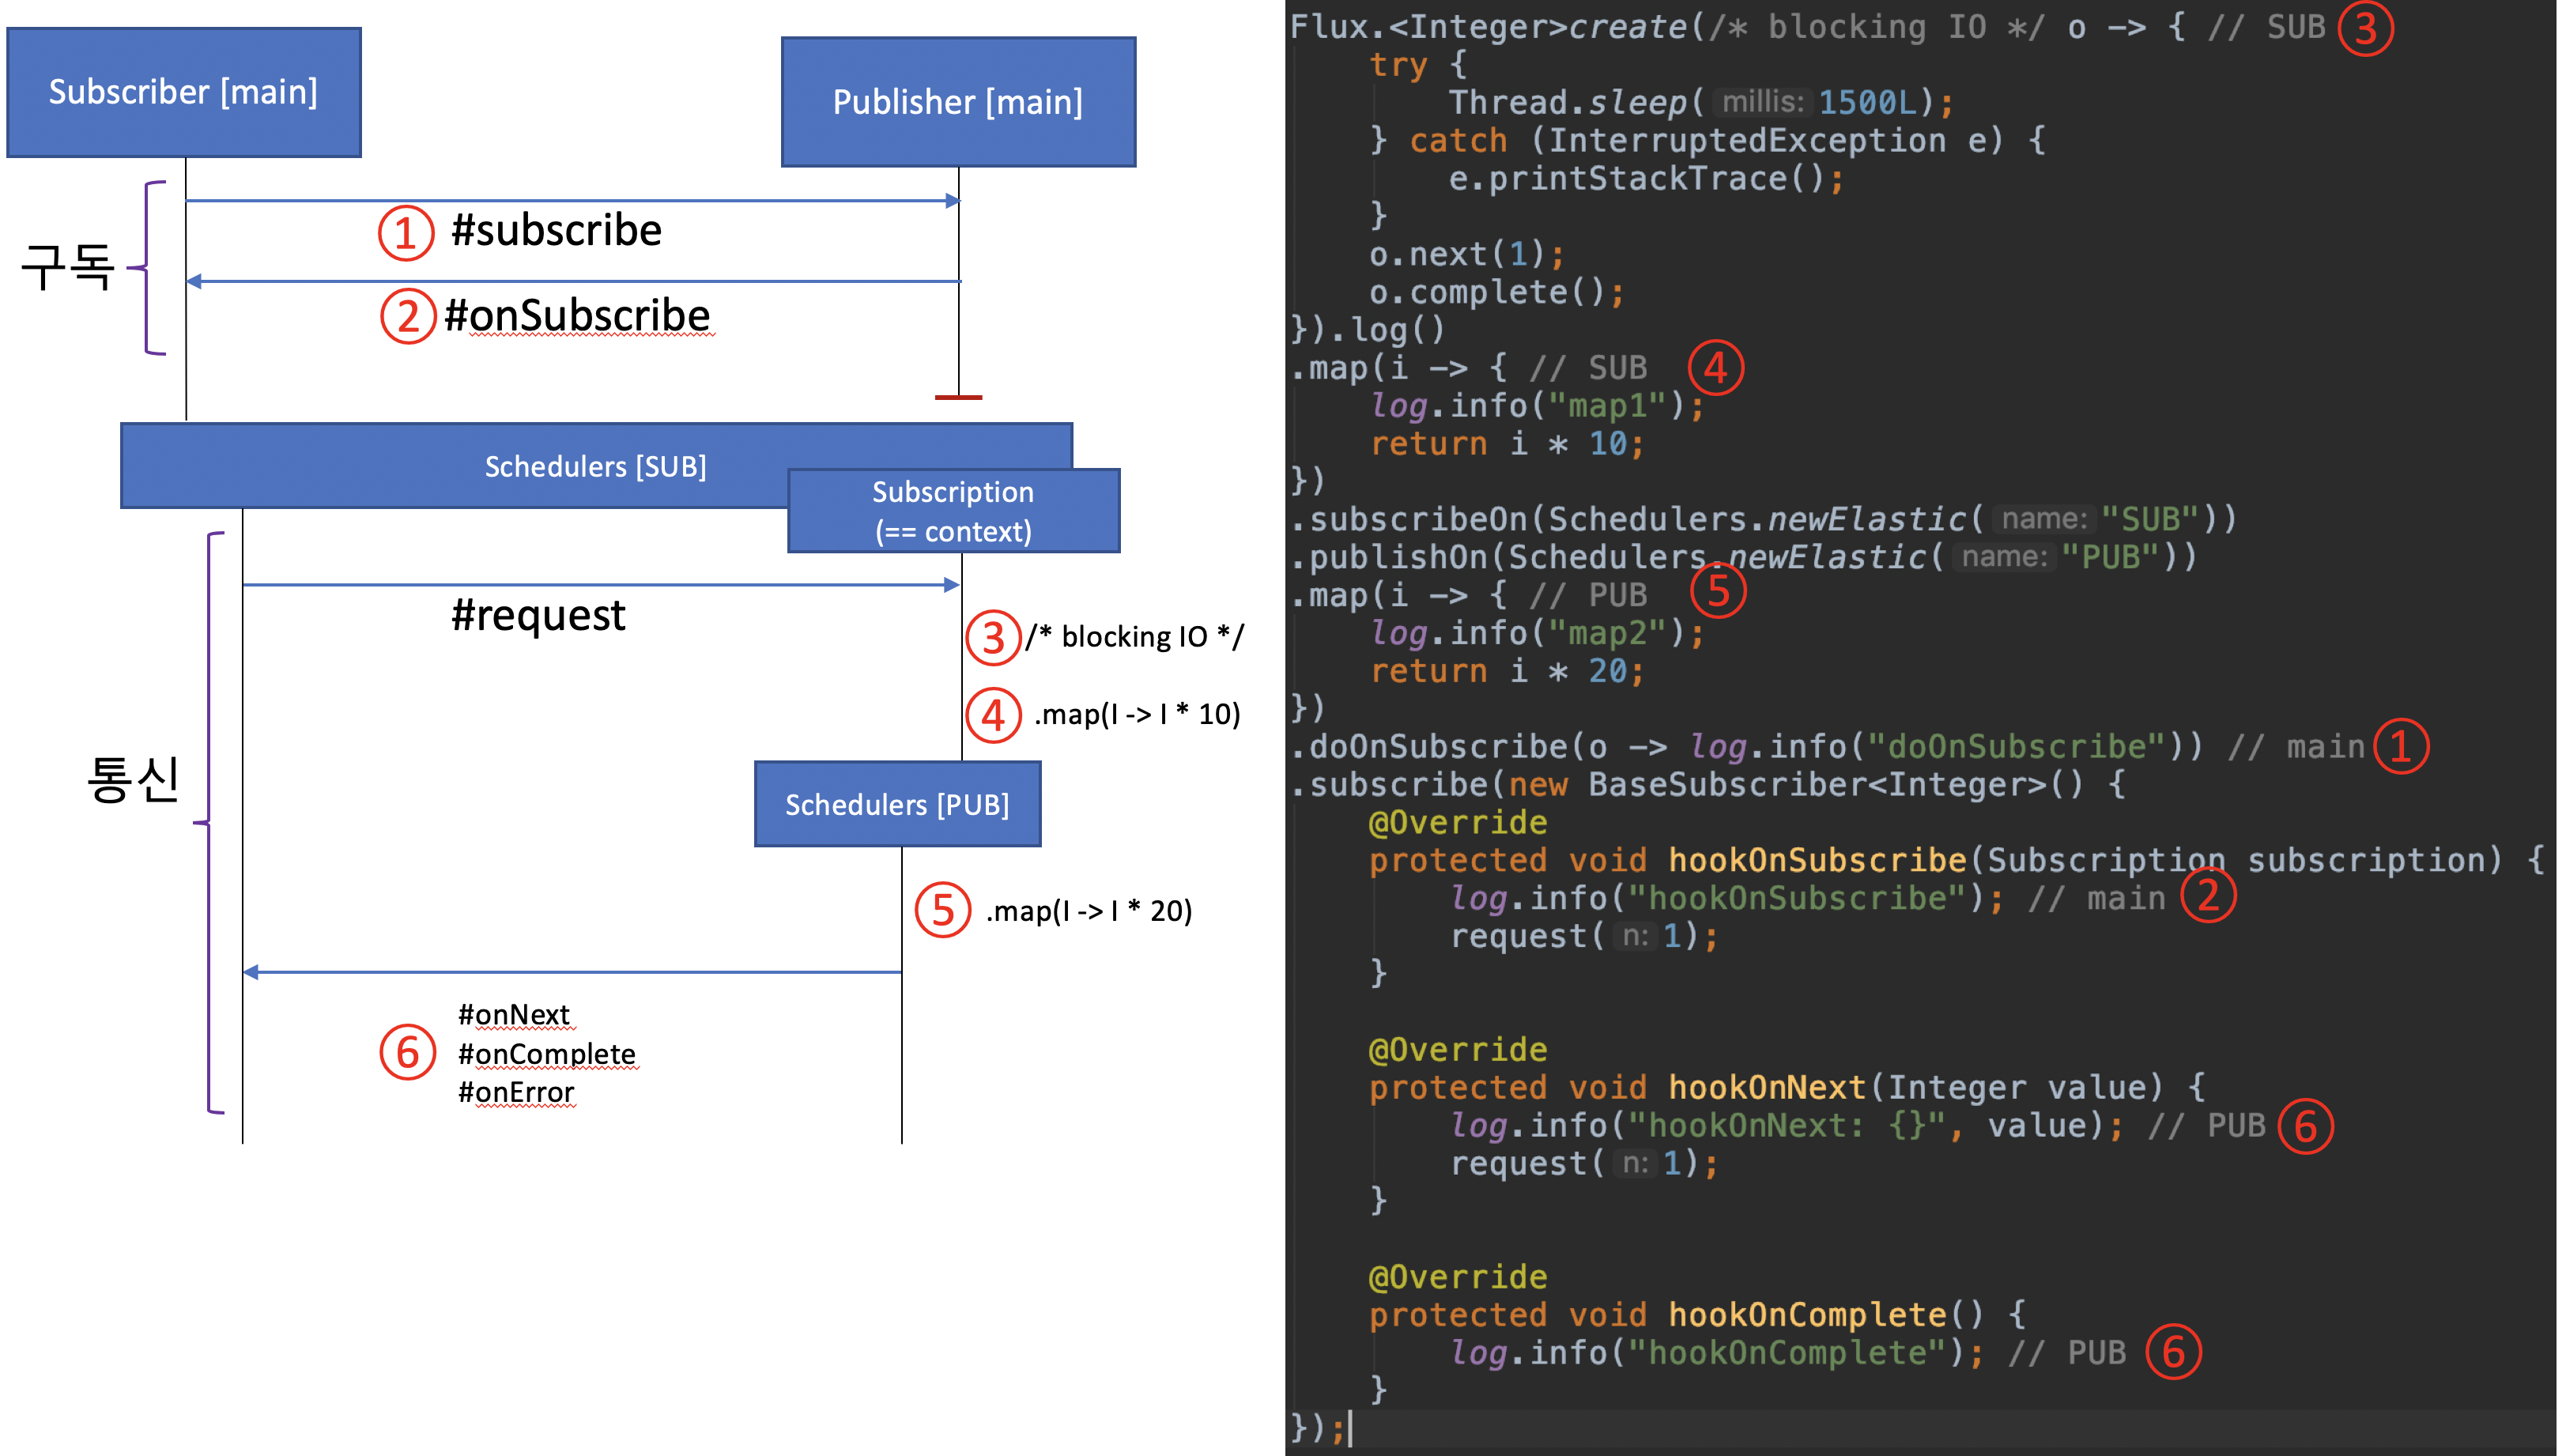 Subscriber [main]
Publisher [main]
구독
① #subscribe
② #onSubscribe
Schedulers [SUB]
Subscription
(== context)
통신
#request
③ /* blocking IO */
④ .map(I -> I * 10)
Schedulers [PUB]
⑤ .map(I -> I * 20)
⑥
#onNext
#onComplete
#onError
Flux.<Integer>create(/* blocking IO */ o -> { // SUB ③
try {
Thread.sleep( millis: 1500L);
} catch (InterruptedException e) {
e.printStackTrace();
}
o.next(1);
o.complete();
}).log()
.map(i -> { // SUB ④
log.info("map1");
return i * 10;
})
.subscribeOn(Schedulers.newElastic( name: "SUB"))
.publishOn(Schedulers.newElastic( name: "PUB"))
.map(i -> { // PUB ⑤
log.info("map2");
return i * 20;
})
.doOnSubscribe(o -> log.info("doOnSubscribe")) // main ①
.subscribe(new BaseSubscriber<Integer>() {
@Override
protected void hookOnSubscribe(Subscription subscription) {
log.info("hookOnSubscribe"); // main ②
request( n: 1);
}
@Override
protected void hookOnNext(Integer value) {
log.info("hookOnNext: {}", value); // PUB ⑥
request( n: 1);
}
@Override
protected void hookOnComplete() {
log.info("hookOnComplete"); // PUB ⑥
}
});